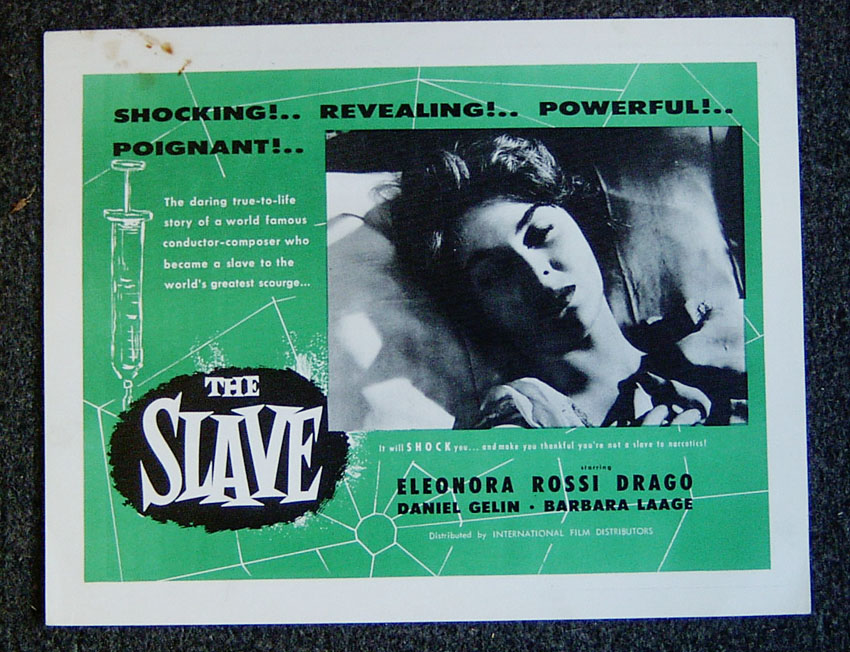 SHOCKING!.. REVEALING!.. POWERFUL!..
POIGNANT!..
The daring true-to-life
story of a world famous
conductor-composer who
became a slave to the
world's greatest scourge...
THE
SLAVE
It will SHOCK you... and make you thankful you're not a slave to narcotics!
starring
ELEONORA ROSSI DRAGO
DANIEL GELIN · BARBARA LAAGE
Distributed by INTERNATIONAL FILM DISTRIBUTORS